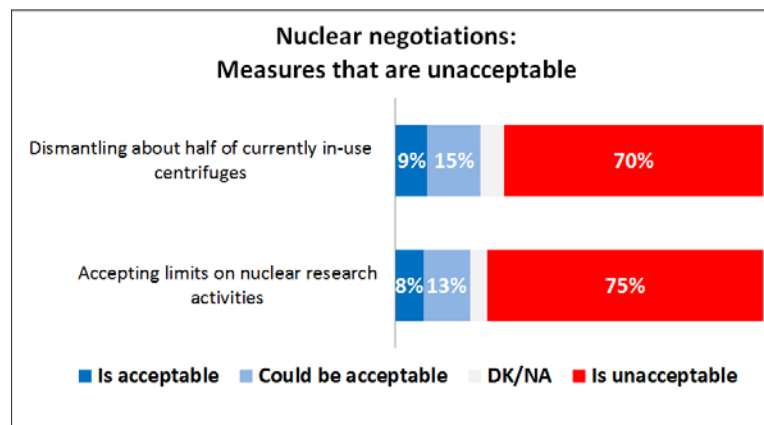 Nuclear negotiations:
Measures that are unacceptable
Dismantling about half of currently in-use
centrifuges
9% 15% 70%
Accepting limits on nuclear research
activities
8% 13% 75%
Is acceptable Could be acceptable DK/NA Is unacceptable